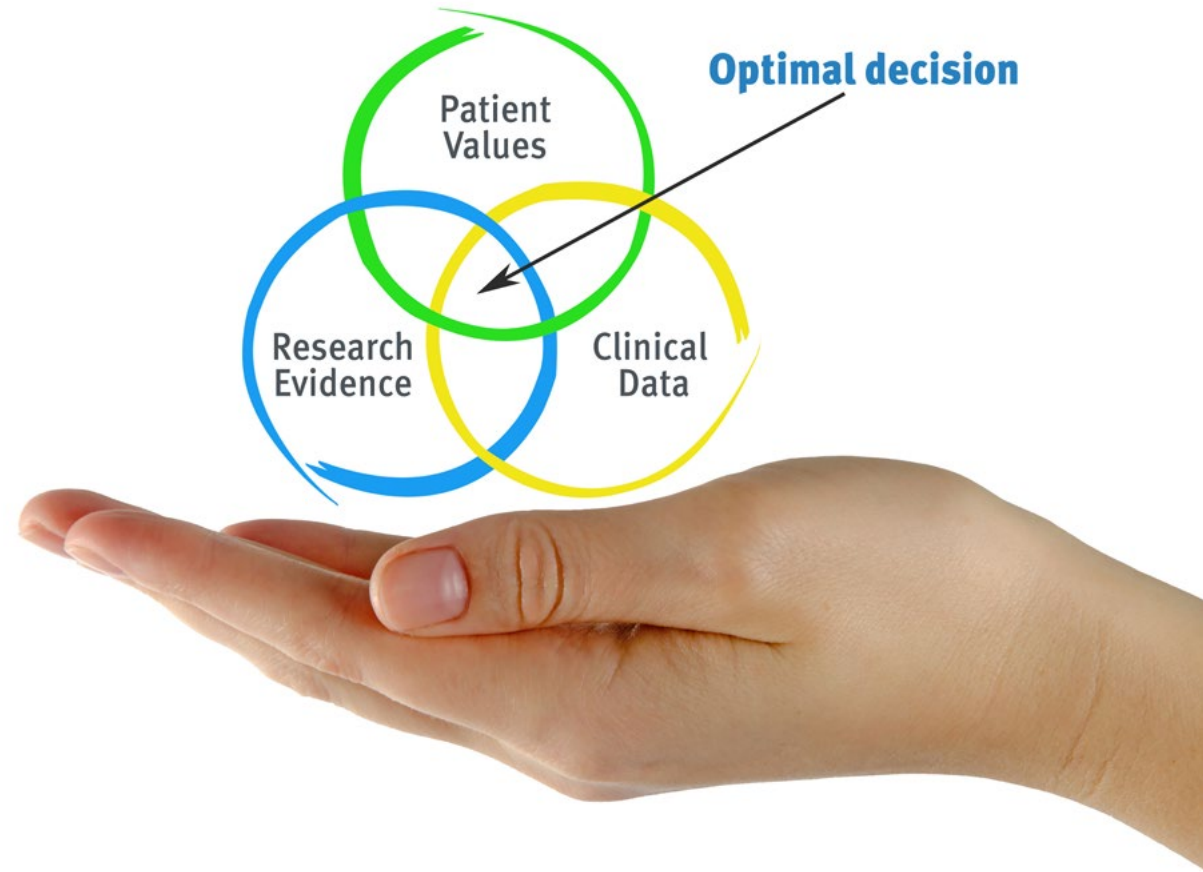 Optimal decision
Patient
Values
Research
Evidence
Clinical
Data